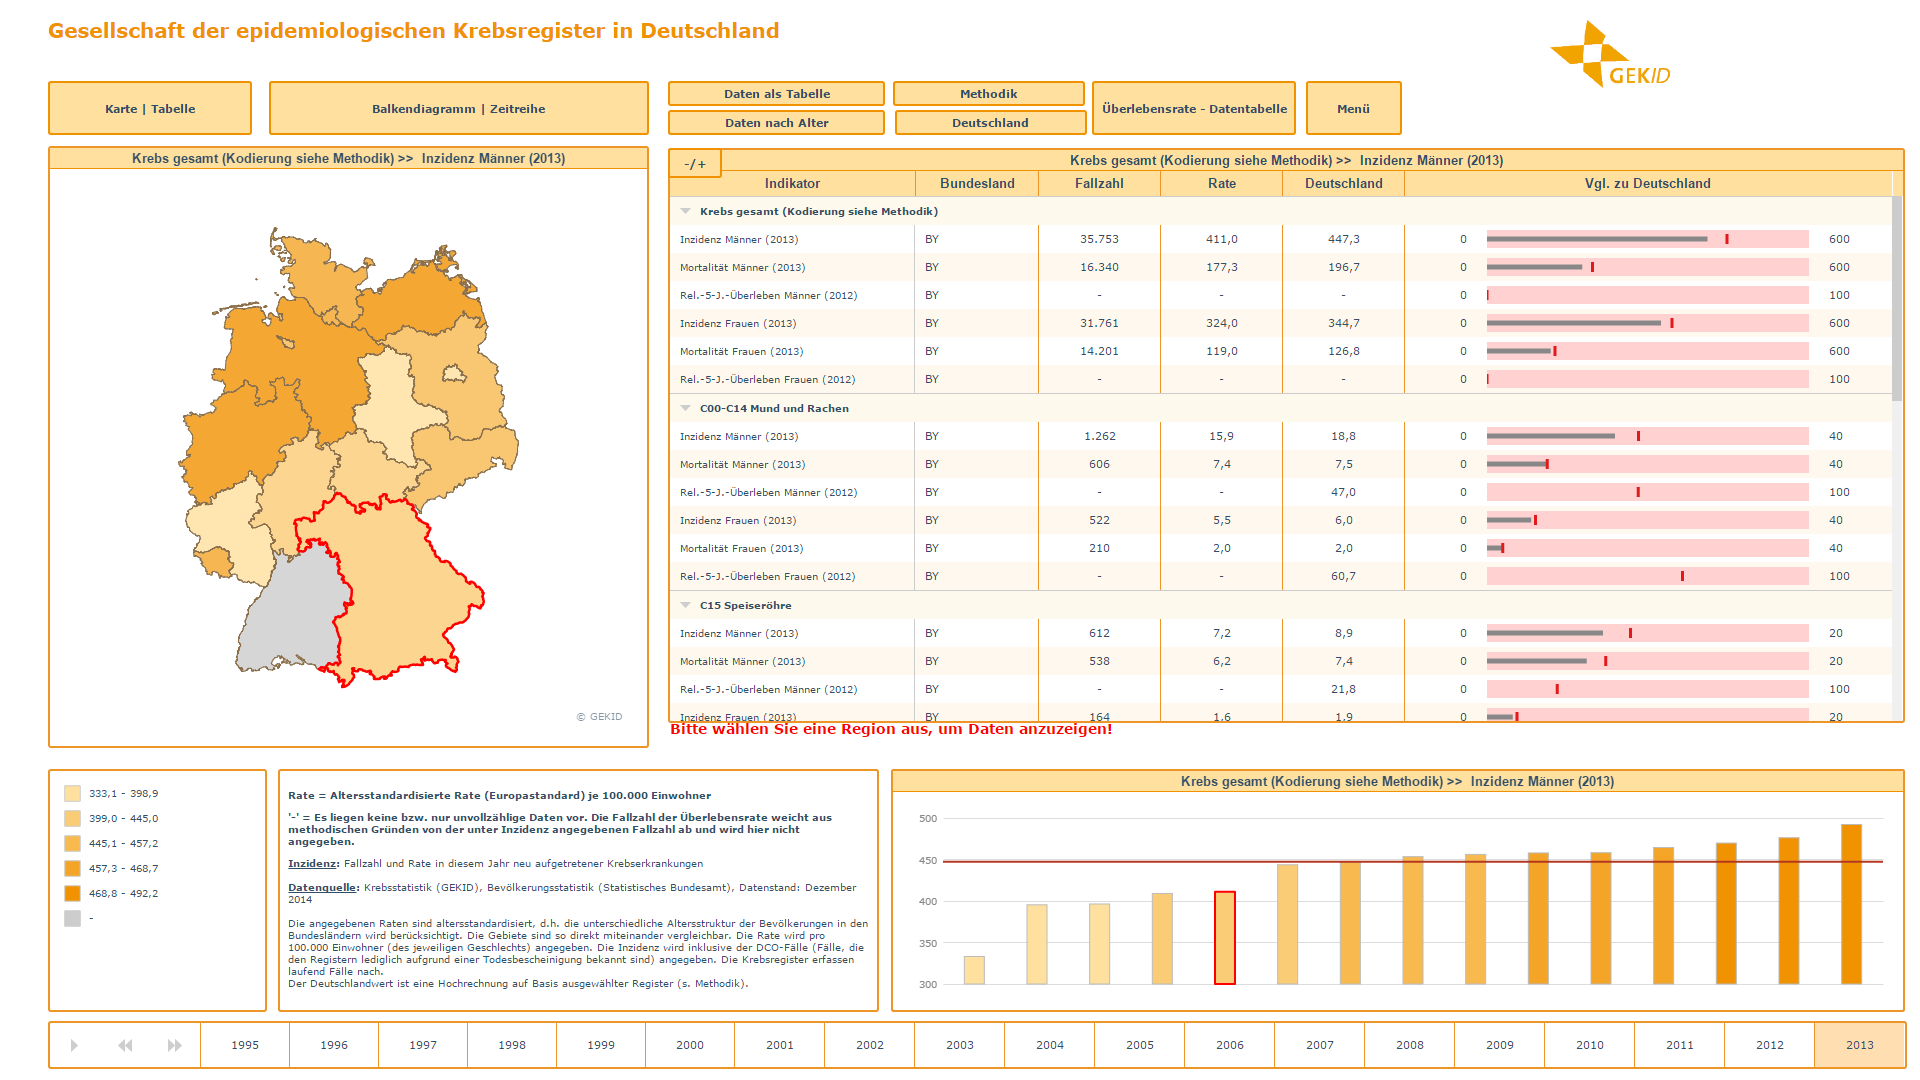 Gesellschaft der epidemiologischen Krebsregister in Deutschland
GEKID
Karte | Tabelle
Balkendiagramm | Zeitreihe
Daten als Tabelle
Methodik
Daten nach Alter
Deutschland
Überlebensrate - Datentabelle
Menü
Krebs gesamt (Kodierung siehe Methodik) >> Inzidenz Männer (2013)
© GEKID
-/+
Krebs gesamt (Kodierung siehe Methodik) >> Inzidenz Männer (2013)
Indikator Bundesland Fallzahl Rate Deutschland Vgl. zu Deutschland
Krebs gesamt (Kodierung siehe Methodik)
Inzidenz Männer (2013) BY 35.753 411,0 447,3 0 600
Mortalität Männer (2013) BY 16.340 177,3 196,7 0 600
Rel.-5-J.-Überleben Männer (2012) BY - - - 0 100
Inzidenz Frauen (2013) BY 31.761 324,0 344,7 0 600
Mortalität Frauen (2013) BY 14.201 119,0 126,8 0 600
Rel.-5-J.-Überleben Frauen (2012) BY - - - 0 100
C00-C14 Mund und Rachen
Inzidenz Männer (2013) BY 1.262 15,9 18,8 0 40
Mortalität Männer (2013) BY 606 7,4 7,5 0 40
Rel.-5-J.-Überleben Männer (2012) BY - - 47,0 0 100
Inzidenz Frauen (2013) BY 522 5,5 6,0 0 40
Mortalität Frauen (2013) BY 210 2,0 2,0 0 40
Rel.-5-J.-Überleben Frauen (2012) BY - - 60,7 0 100
C15 Speiseröhre
Inzidenz Männer (2013) BY 612 7,2 8,9 0 20
Mortalität Männer (2013) BY 538 6,2 7,4 0 20
Rel.-5-J.-Überleben Männer (2012) BY - - 21,8 0 100
Inzidenz Frauen (2013) BY 164 1,6 1,9 0 20
Bitte wählen Sie eine Region aus, um Daten anzuzeigen!
333,1 - 398,9
399,0 - 445,0
445,1 - 457,2
457,3 - 468,7
468,8 - 492,2
-
Rate = Altersstandardisierte Rate (Europastandard) je 100.000 Einwohner
'-' = Es liegen keine bzw. nur unvollzählige Daten vor. Die Fallzahl der Überlebensrate weicht aus
methodischen Gründen von der unter Inzidenz angegebenen Fallzahl ab und wird hier nicht
angegeben.
Inzidenz: Fallzahl und Rate in diesem Jahr neu aufgetretener Krebserkrankungen
Datenquelle: Krebsstatistik (GEKID), Bevölkerungsstatistik (Statistisches Bundesamt), Datenstand: Dezember
2014
Die angegebenen Raten sind altersstandardisiert, d.h. die unterschiedliche Altersstruktur der Bevölkerungen in den
Bundesländern wird berücksichtigt. Die Gebiete sind so direkt miteinander vergleichbar. Die Rate wird pro
100.000 Einwohner (des jeweiligen Geschlechts) angegeben. Die Inzidenz wird inklusive der DCO-Fälle (Fälle, die
den Registern lediglich aufgrund einer Todesbescheinigung bekannt sind) angegeben. Die Krebsregister erfassen
laufend Fälle nach.
Der Deutschlandwert ist eine Hochrechnung auf Basis ausgewählter Register (s. Methodik).
Krebs gesamt (Kodierung siehe Methodik) >> Inzidenz Männer (2013)
500
450
400
350
300
1995 1996 1997 1998 1999 2000 2001 2002 2003 2004 2005 2006 2007 2008 2009 2010 2011 2012 2013